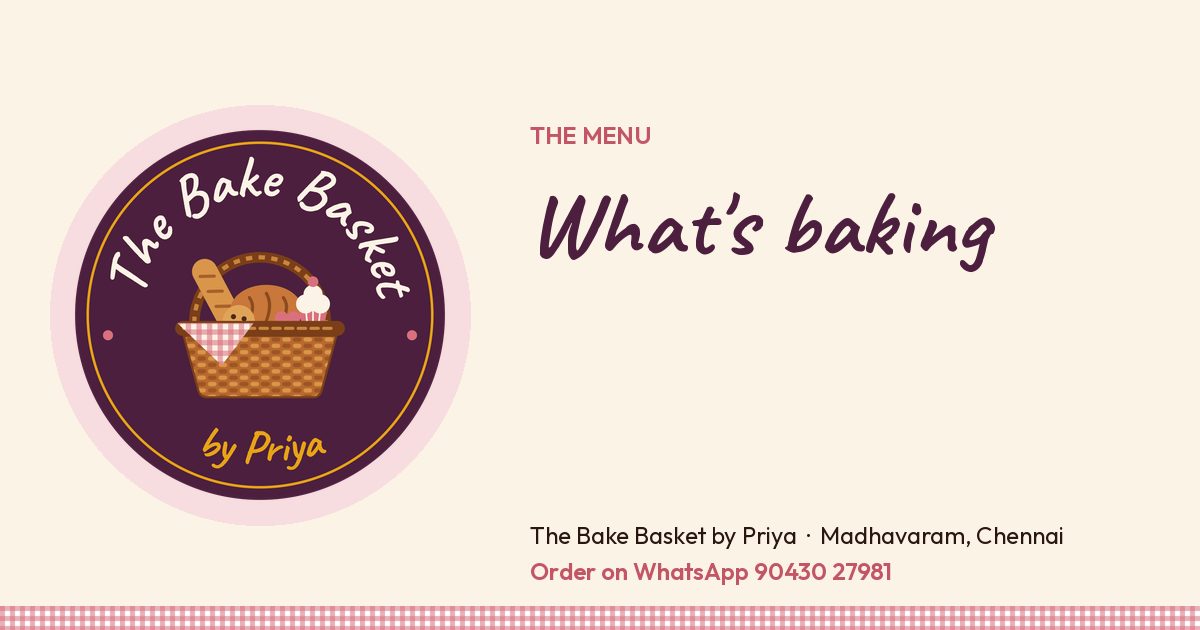 The Bake Basket
by Priya
THE MENU
What's baking
The Bake Basket by Priya · Madhavaram, Chennai
Order on WhatsApp 90430 27981